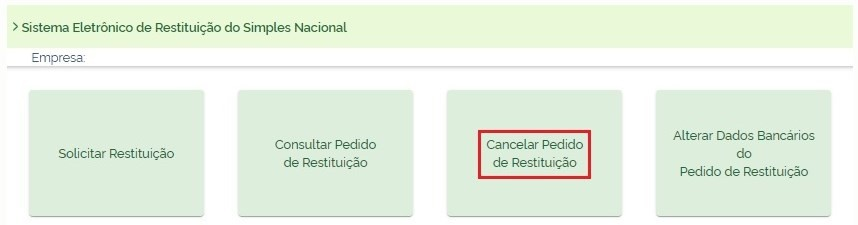 > Sistema Eletrônico de Restituição do Simples Nacional
Empresa:
Solicitar Restituição
Consultar Pedido
de Restituição
Cancelar Pedido
de Restituição
Alterar Dados Bancários
do
Pedido de Restituição